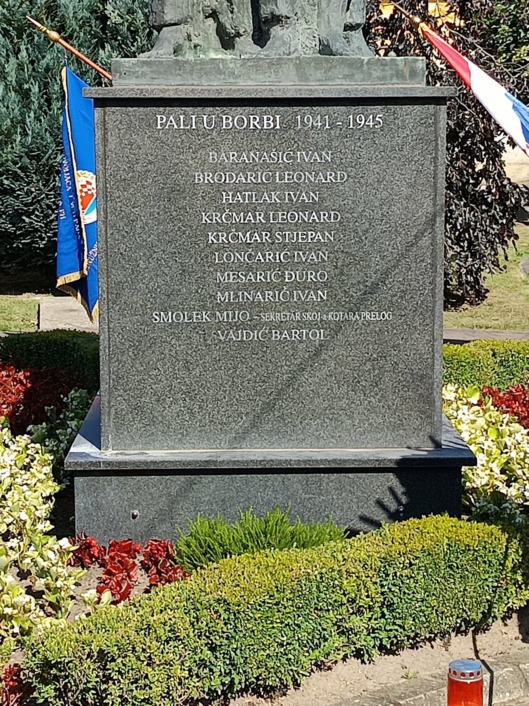 PALI U BORBI 1941 - 1945
BARANAŠIĆ IVAN
BRODARIĆ LEONARD
HATLAK IVAN
KRČMAR LEONARD
KRČMAR STJEPAN
LONČARIĆ IVAN
MESARIĆ ĐURO
MLINARIĆ IVAN
SMOLEK MIJO - SEKRETAR SKOJ-a KOTARA PRELOG
VAJDIĆ BARTOL